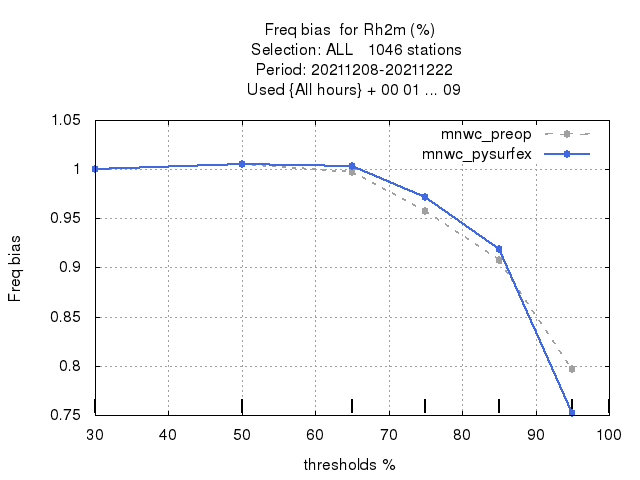 Freq bias  for Rh2m (%)
Selection: ALL   1046 stations
Period: 20211208-20211222
Used {All hours} + 00 01 ... 09
mnwc_preop
mnwc_pysurfex
1.05
1
0.95
0.9
0.85
0.8
0.75
Freq bias
30 40 50 60 70 80 90 100
thresholds %